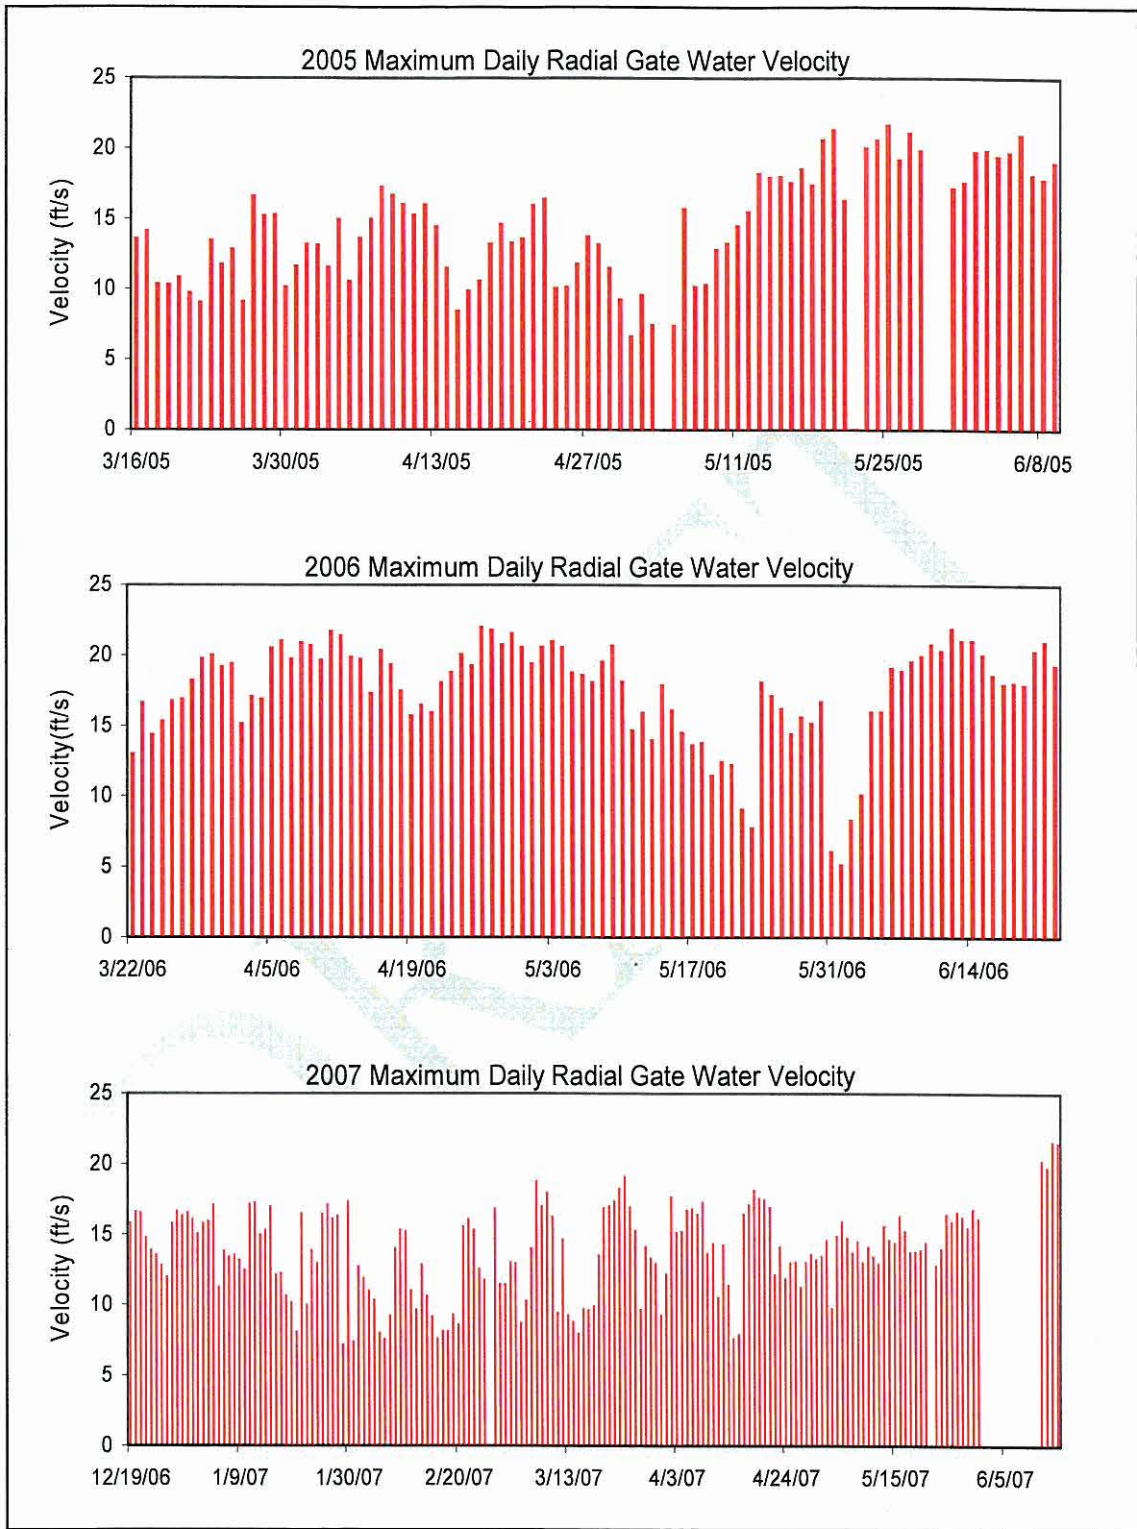 2005 Maximum Daily Radial Gate Water Velocity
25
20
15
10
5
0
Velocity (ft/s)
3/16/05 3/30/05 4/13/05 4/27/05 5/11/05 5/25/05 6/8/05
2006 Maximum Daily Radial Gate Water Velocity
25
20
15
10
5
0
Velocity(ft/s)
3/22/06 4/5/06 4/19/06 5/3/06 5/17/06 5/31/06 6/14/06
2007 Maximum Daily Radial Gate Water Velocity
25
20
15
10
5
0
Velocity (ft/s)
12/19/06 1/9/07 1/30/07 2/20/07 3/13/07 4/3/07 4/24/07 5/15/07 6/5/07